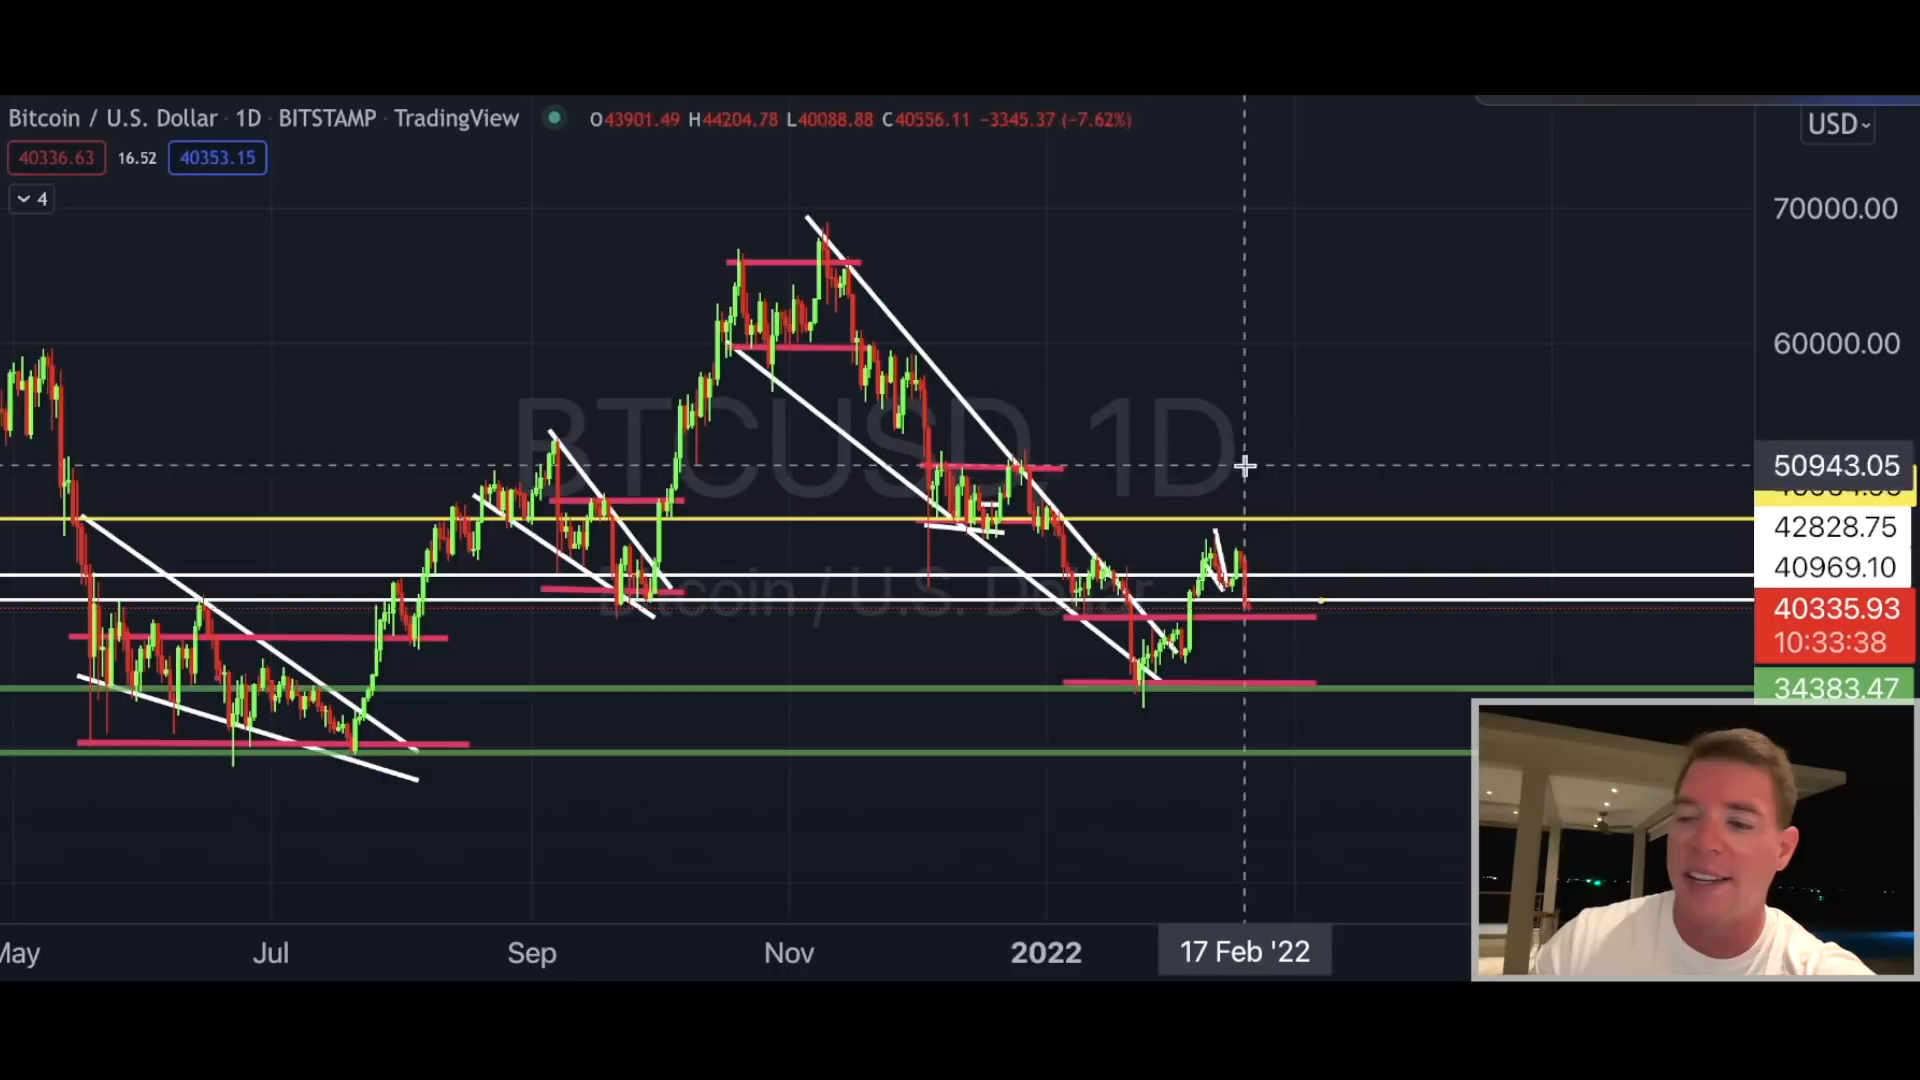 Bitcoin / U.S. Dollar · 1D · BITSTAMP · TradingView O43901.49 H44204.78 L40088.88 C40556.11 −3345.37 (−7.62%)
USD
40336.63 16.52 40353.15
4
70000.00
60000.00
BTCUSD, 1D
50943.05
42828.75
40969.10
Bitcoin / U.S. Dollar
40335.93
10:33:38
34383.47
May Jul Sep Nov 2022 17 Feb '22